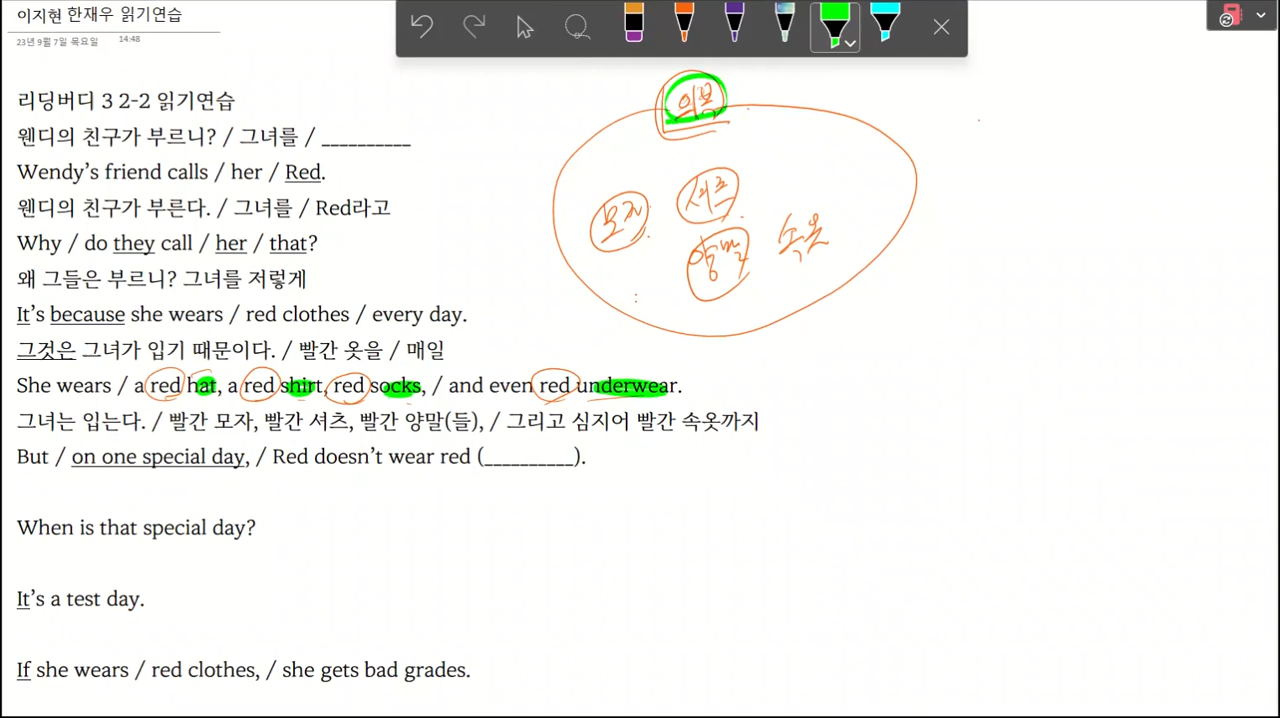 이지현 한재우 읽기연습
23년 9월 7일 목요일 14:48
리딩버디 3 2-2 읽기연습
웬디의 친구가 부르니? / 그녀를 / __________
Wendy's friend calls / her / Red.
웬디의 친구가 부른다. / 그녀를 / Red라고
Why / do they call / her / that?
왜 그들은 부르니? 그녀를 저렇게
It's because she wears / red clothes / every day.
그것은 그녀가 입기 때문이다. / 빨간 옷을 / 매일
She wears / a red hat, a red shirt, red socks, / and even red underwear.
그녀는 입는다. / 빨간 모자, 빨간 셔츠, 빨간 양말(들), / 그리고 심지어 빨간 속옷까지
But / on one special day, / Red doesn't wear red (__________).
When is that special day?
It's a test day.
If she wears / red clothes, / she gets bad grades.
의복
셔츠
모자
양말
속옷